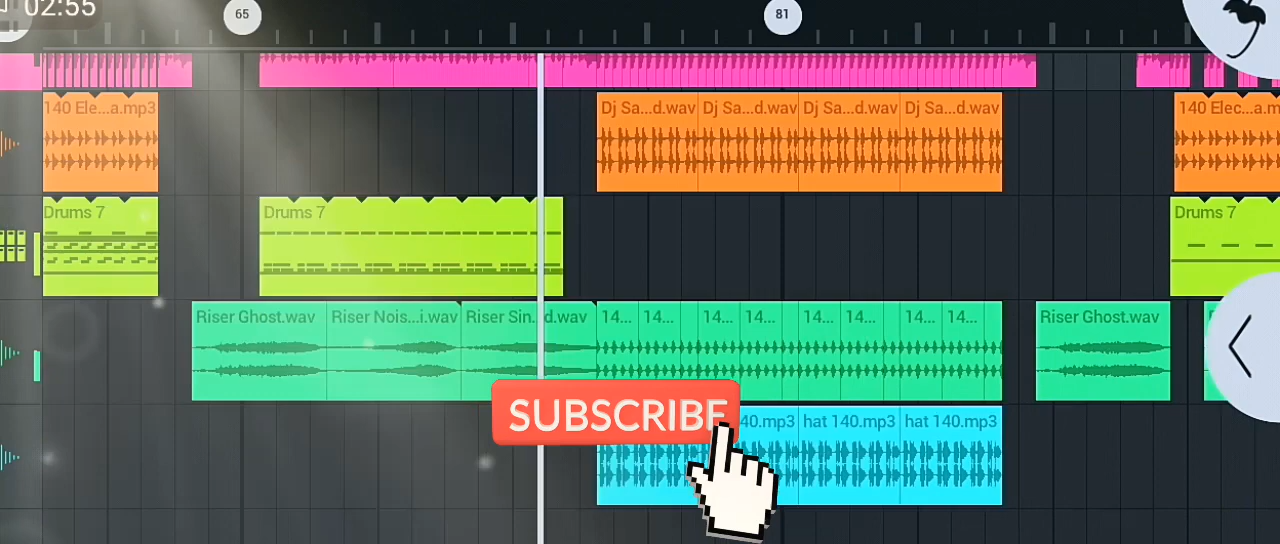 02:55
65
81
140 Ele...a.mp3
Dj Sa...d.wav
Dj Sa...d.wav
Dj Sa...d.wav
Dj Sa...d.wav
140 Elec...a.m
Drums 7
Drums 7
Drums 7
Riser Ghost.wav
Riser Nois...i.wav
Riser Sin...d.wav
14...
14...
14...
14...
14...
14...
14...
14...
Riser Ghost.wav
SUBSCRIBE
40.mp3
hat 140.mp3
hat 140.mp3